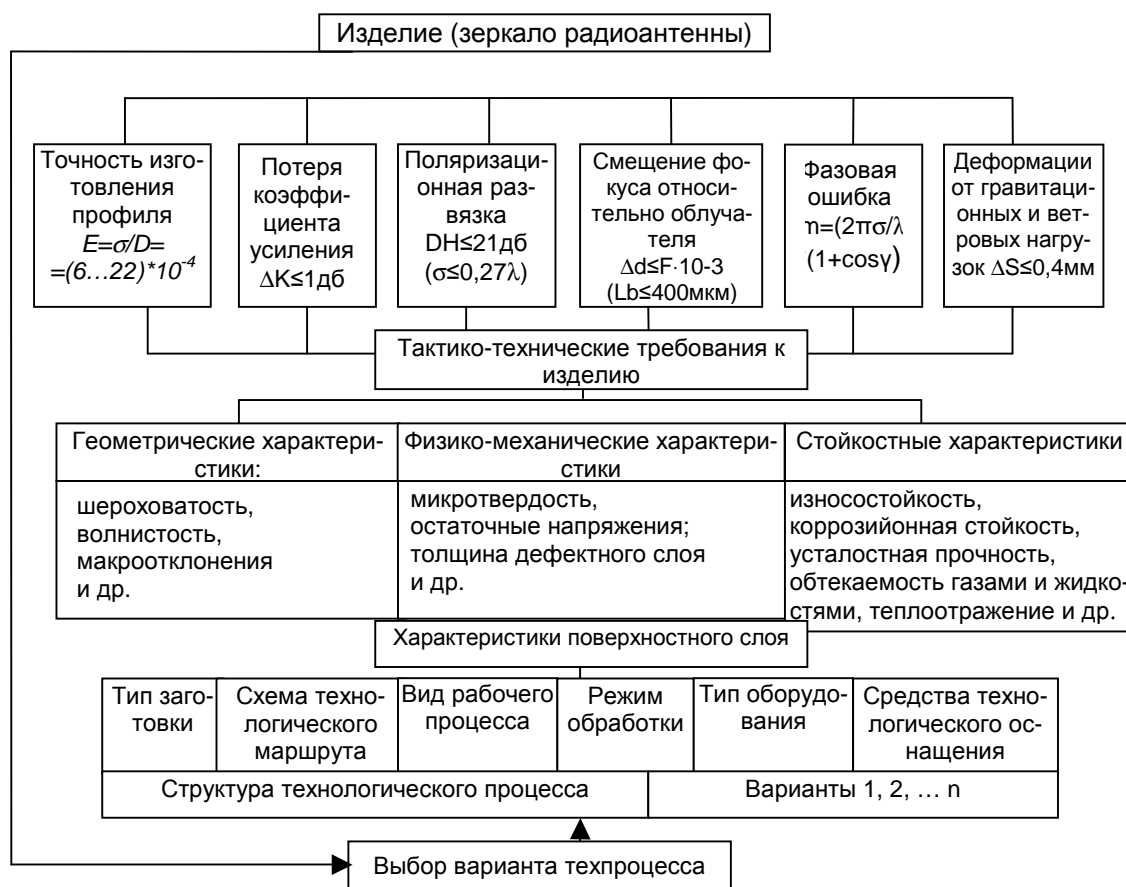 Изделие (зеркало радиоантенны)
Точность изго-
товления
профиля
E=σ/D=
=(6…22)*10-4
Потеря
коэффи-
циента
усиления
ΔK≤1дб
Поляризаци-
онная раз-
вязка
DH≤21дб
(σ≤0,27λ)
Смещение фо-
куса относи-
тельно облуча-
теля
Δd≤F·10-3
(Lb≤400мкм)
Фазовая
ошибка
m=(2πσ/λ
(1+cosγ)
Деформации
от гравитаци-
онных и вет-
ровых нагру-
зок ΔS≤0,4мм
Тактико-технические требования к
изделию
Геометрические характери-
стики:
Физико-механические характери-
стики
Стойкостные характеристики
шероховатость,
волнистость,
макроотклонения
и др.
микротвердость,
остаточные напряжения;
толщина дефектного слоя
и др.
износостойкость,
коррозийонная стойкость,
усталостная прочность,
обтекаемость газами и жидко-
стями, теплоотражение и др.
Характеристики поверхностного слоя
Тип заго-
товки
Схема техно-
логического
маршрута
Вид рабочего
процесса
Режим
обработки
Тип оборудо-
вания
Средства техно-
логического ос-
нащения
Структура технологического процесса
Варианты 1, 2, … n
Выбор варианта техпроцесса